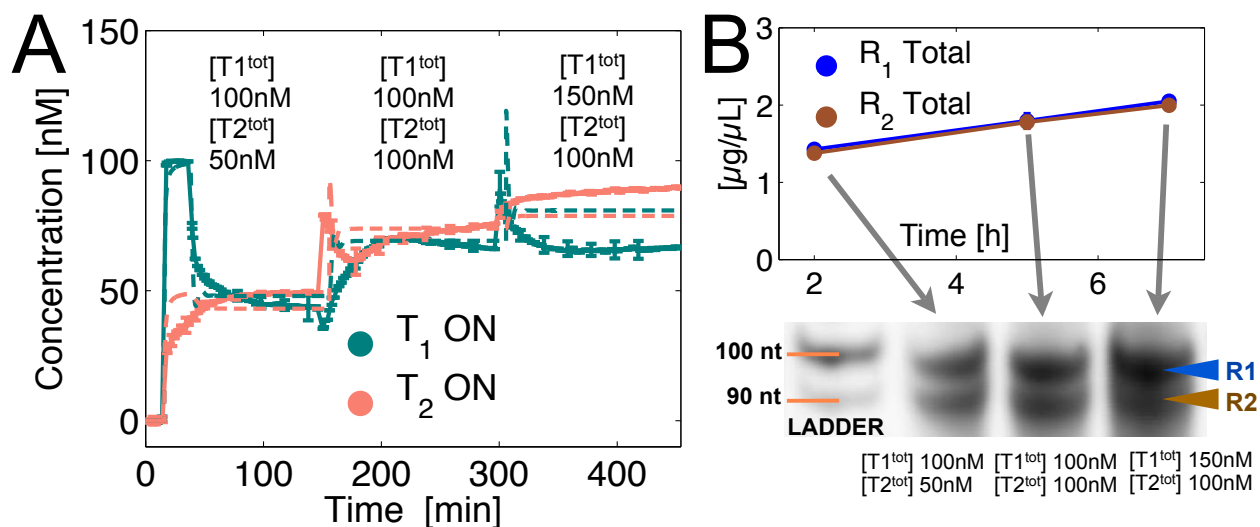 A
150
100
50
0
Concentration [nM]
[T1ᵗᵒᵗ]
100nM
[T2ᵗᵒᵗ]
50nM
[T1ᵗᵒᵗ]
100nM
[T2ᵗᵒᵗ]
100nM
[T1ᵗᵒᵗ]
150nM
[T2ᵗᵒᵗ]
100nM
T₁ ON
T₂ ON
0 100 200 300 400
Time [min]
B
3
2
1
0
[µg/µL]
R₁ Total
R₂ Total
Time [h]
2 4 6
100 nt
90 nt
LADDER
R1
R2
[T1ᵗᵒᵗ] 100nM
[T2ᵗᵒᵗ] 50nM
[T1ᵗᵒᵗ] 100nM
[T2ᵗᵒᵗ] 100nM
[T1ᵗᵒᵗ] 150nM
[T2ᵗᵒᵗ] 100nM